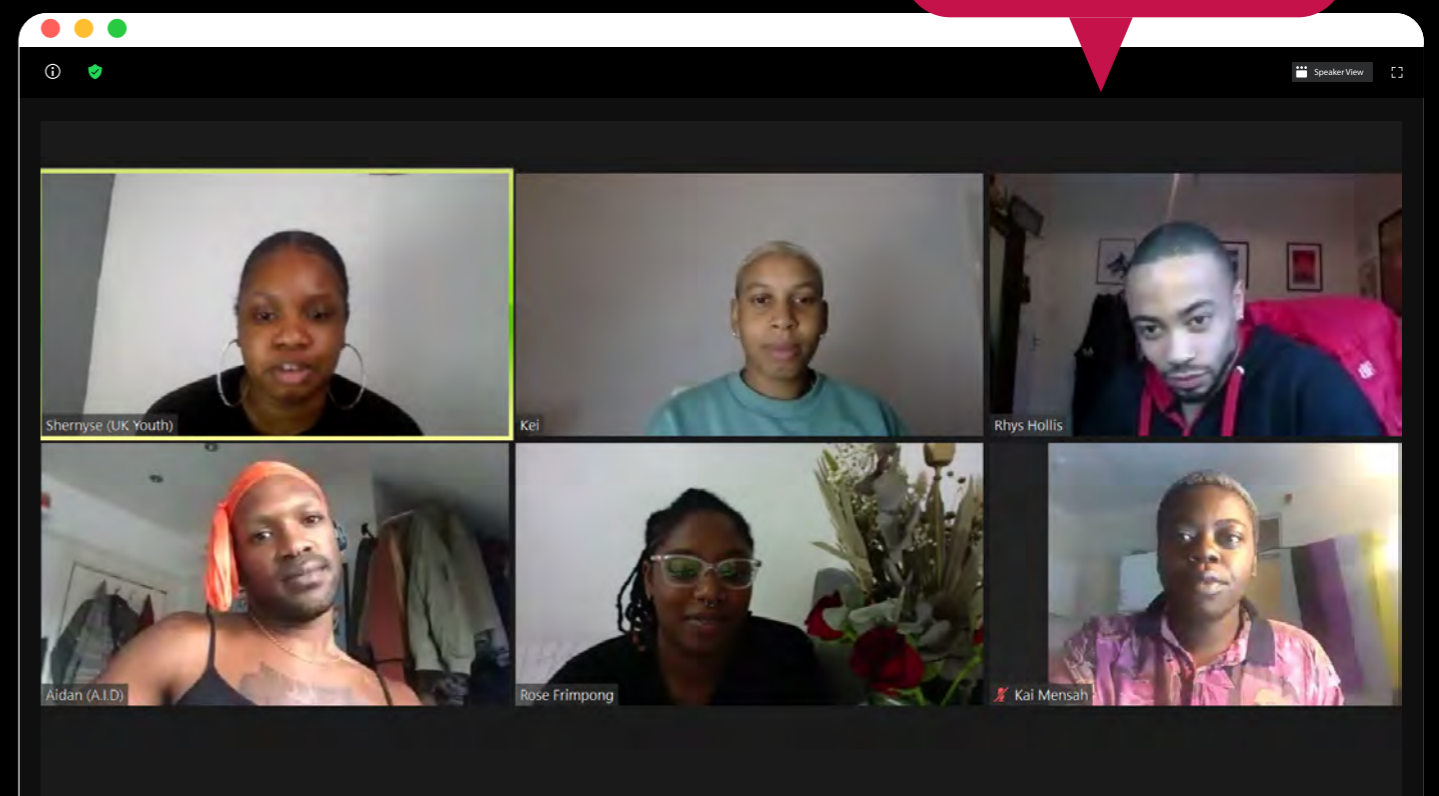 Speaker View
Shernyse (UK Youth)
Kei
Rhys Hollis
Aidan (A.I.D)
Rose Frimpong
Kai Mensah